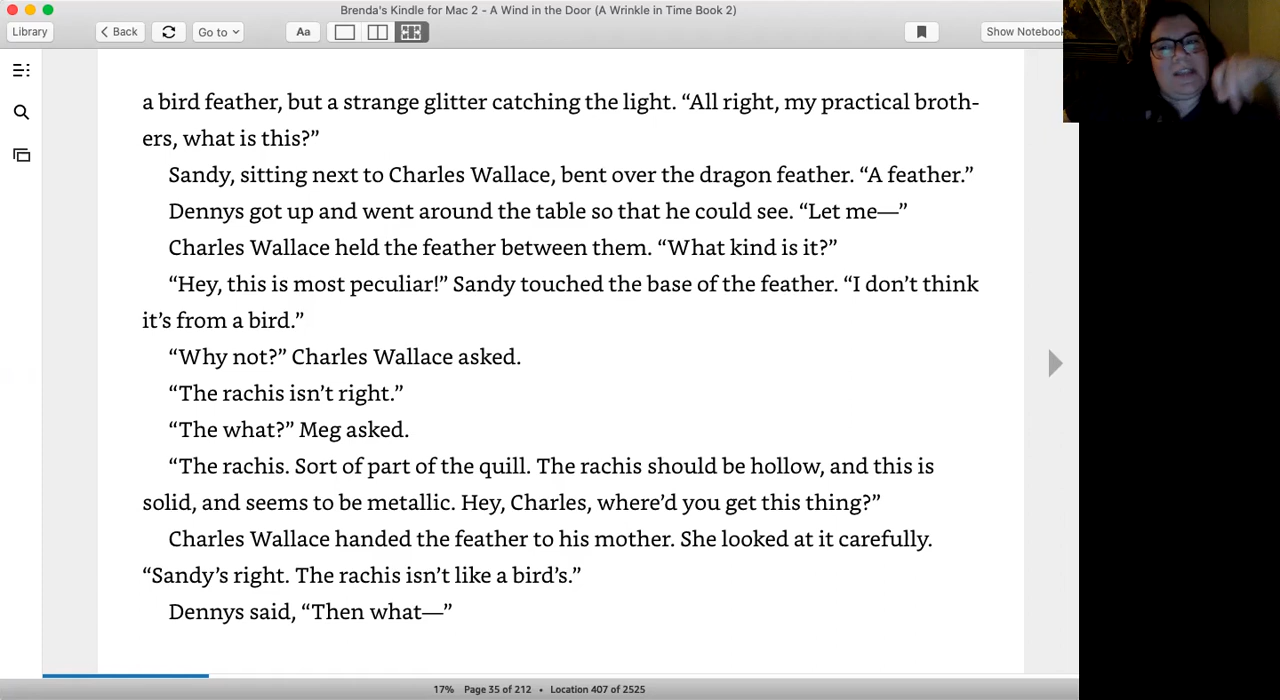 Brenda's Kindle for Mac 2 - A Wind in the Door (A Wrinkle in Time Book 2)
Library
Back
Go to
Aa
Show Notebook
a bird feather, but a strange glitter catching the light. “All right, my practical broth-
ers, what is this?”
Sandy, sitting next to Charles Wallace, bent over the dragon feather. “A feather.”
Dennys got up and went around the table so that he could see. “Let me—”
Charles Wallace held the feather between them. “What kind is it?”
“Hey, this is most peculiar!” Sandy touched the base of the feather. “I don’t think
it’s from a bird.”
“Why not?” Charles Wallace asked.
“The rachis isn’t right.”
“The what?” Meg asked.
“The rachis. Sort of part of the quill. The rachis should be hollow, and this is
solid, and seems to be metallic. Hey, Charles, where’d you get this thing?”
Charles Wallace handed the feather to his mother. She looked at it carefully.
“Sandy’s right. The rachis isn’t like a bird’s.”
Dennys said, “Then what—”
17% Page 35 of 212 • Location 407 of 2525